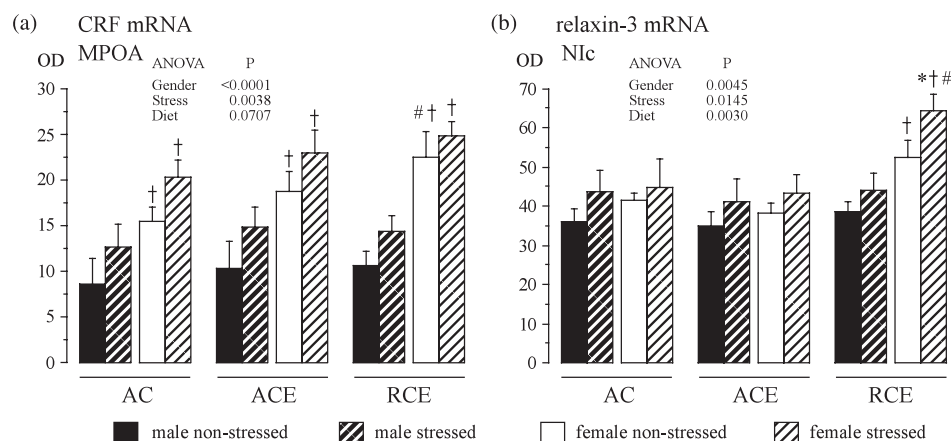 (a) CRF mRNA
MPOA
OD
ANOVA P
Gender <0.0001
Stress 0.0038
Diet 0.0707
30
25
20
15
10
5
0
† † † † # † †
AC ACE RCE
(b) relaxin-3 mRNA
NIc
OD
ANOVA P
Gender 0.0045
Stress 0.0145
Diet 0.0030
70
60
50
40
30
20
10
0
† *† #
AC ACE RCE
male non-stressed male stressed female non-stressed female stressed